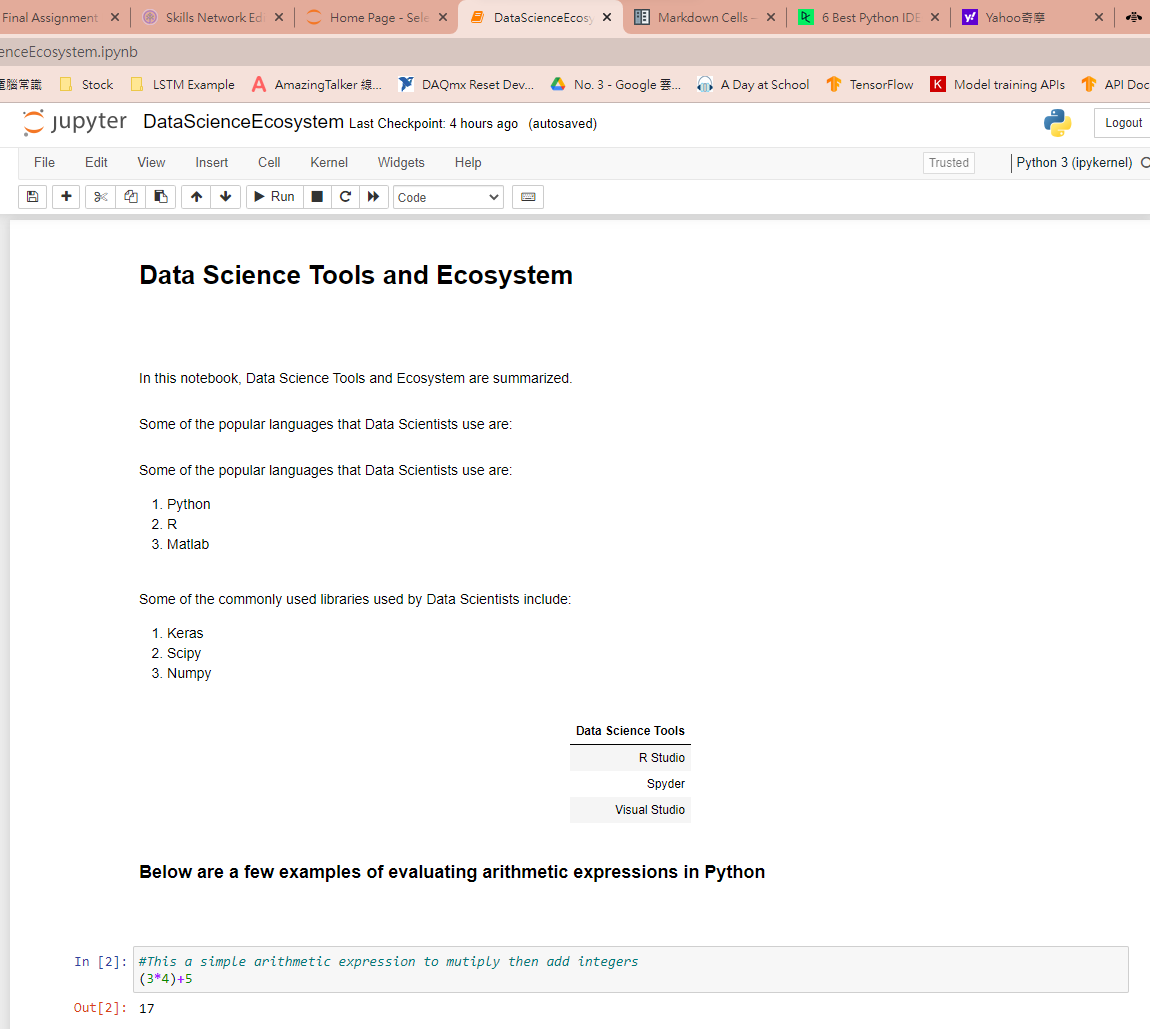 Final Assignment
Skills Network Edi
Home Page - Sele
DataScienceEcosy
Markdown Cells –
6 Best Python IDE
Yahoo奇摩
enceEcosystem.ipynb
電腦常識 Stock LSTM Example AmazingTalker 線... DAQmx Reset Dev... No. 3 - Google 雲... A Day at School TensorFlow K Model training APIs API Doc
jupyter DataScienceEcosystem Last Checkpoint: 4 hours ago (autosaved) Logout
File Edit View Insert Cell Kernel Widgets Help Trusted Python 3 (ipykernel)
Run Code
Data Science Tools and Ecosystem
In this notebook, Data Science Tools and Ecosystem are summarized.
Some of the popular languages that Data Scientists use are:
Some of the popular languages that Data Scientists use are:
1. Python
2. R
3. Matlab
Some of the commonly used libraries used by Data Scientists include:
1. Keras
2. Scipy
3. Numpy
Data Science Tools
R Studio
Spyder
Visual Studio
Below are a few examples of evaluating arithmetic expressions in Python
In [2]: #This a simple arithmetic expression to mutiply then add integers
(3*4)+5
Out[2]: 17